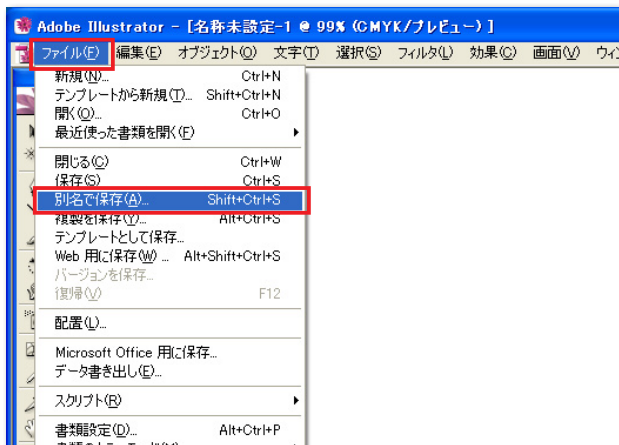 Adobe Illustrator - [名称未設定-1 @ 99% (CMYK/プレビュー) ]
ファイル(F) 編集(E) オブジェクト(O) 文字(T) 選択(S) フィルタ(L) 効果(C) 画面(V) ウィ
新規(N)... Ctrl+N
テンプレートから新規(T)... Shift+Ctrl+N
開く(O)... Ctrl+O
最近使った書類を開く(F)
閉じる(C) Ctrl+W
保存(S) Ctrl+S
別名で保存(A)... Shift+Ctrl+S
複製を保存(Y)... Alt+Ctrl+S
テンプレートとして保存...
Web 用に保存(W) ... Alt+Shift+Ctrl+S
バージョンを保存...
復帰(V) F12
配置(L)...
Microsoft Office 用に保存...
データ書き出し(E)...
スクリプト(R)
書類設定(D)... Alt+Ctrl+P